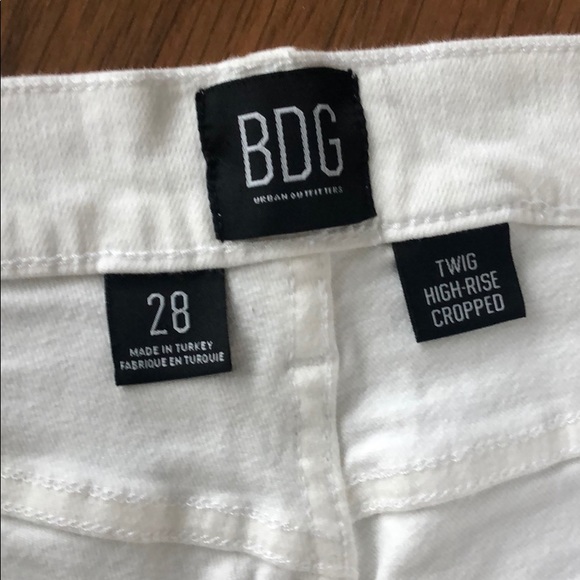 BDG
URBAN OUTFITTERS
28
MADE IN TURKEY
FABRIQUE EN TURQUIE
TWIG
HIGH-RISE
CROPPED